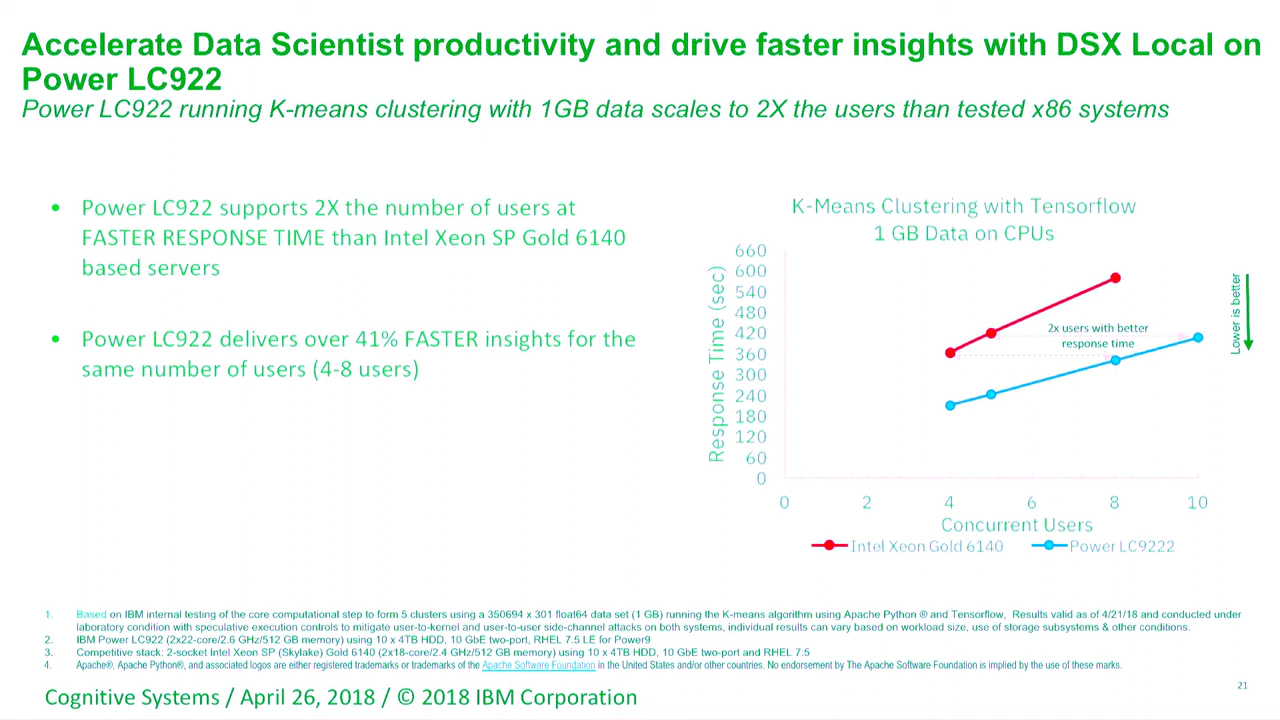 Accelerate Data Scientist productivity and drive faster insights with DSX Local on
Power LC922
Power LC922 running K-means clustering with 1GB data scales to 2X the users than tested x86 systems
• Power LC922 supports 2X the number of users at
FASTER RESPONSE TIME than Intel Xeon SP Gold 6140
based servers
• Power LC922 delivers over 41% FASTER insights for the
same number of users (4-8 users)
K-Means Clustering with Tensorflow
1 GB Data on CPUs
Response Time (sec)
660
600
540
480
420
360
300
240
180
120
60
0
2x users with better
response time
Lower is better
0 2 4 6 8 10
Concurrent Users
Intel Xeon Gold 6140 Power LC9222
1. Based on IBM internal testing of the core computational step to form 5 clusters using a 350694 x 301 float64 data set (1 GB) running the K-means algorithm using Apache Python ® and Tensorflow, Results valid as of 4/21/18 and conducted under
laboratory condition with speculative execution controls to mitigate user-to-kernel and user-to-user side-channel attacks on both systems, individual results can vary based on workload size, use of storage subsystems & other conditions.
2. IBM Power LC922 (2x22-core/2.6 GHz/512 GB memory) using 10 x 4TB HDD, 10 GbE two-port, RHEL 7.5 LE for Power9
3. Competitive stack: 2-socket Intel Xeon SP (Skylake) Gold 6140 (2x18-core/2.4 GHz/512 GB memory) using 10 x 4TB HDD, 10 GbE two-port and RHEL 7.5
4. Apache®, Apache Python®, and associated logos are either registered trademarks or trademarks of the Apache Software Foundation in the United States and/or other countries. No endorsement by The Apache Software Foundation is implied by the use of these marks.
Cognitive Systems / April 26, 2018 / © 2018 IBM Corporation
21